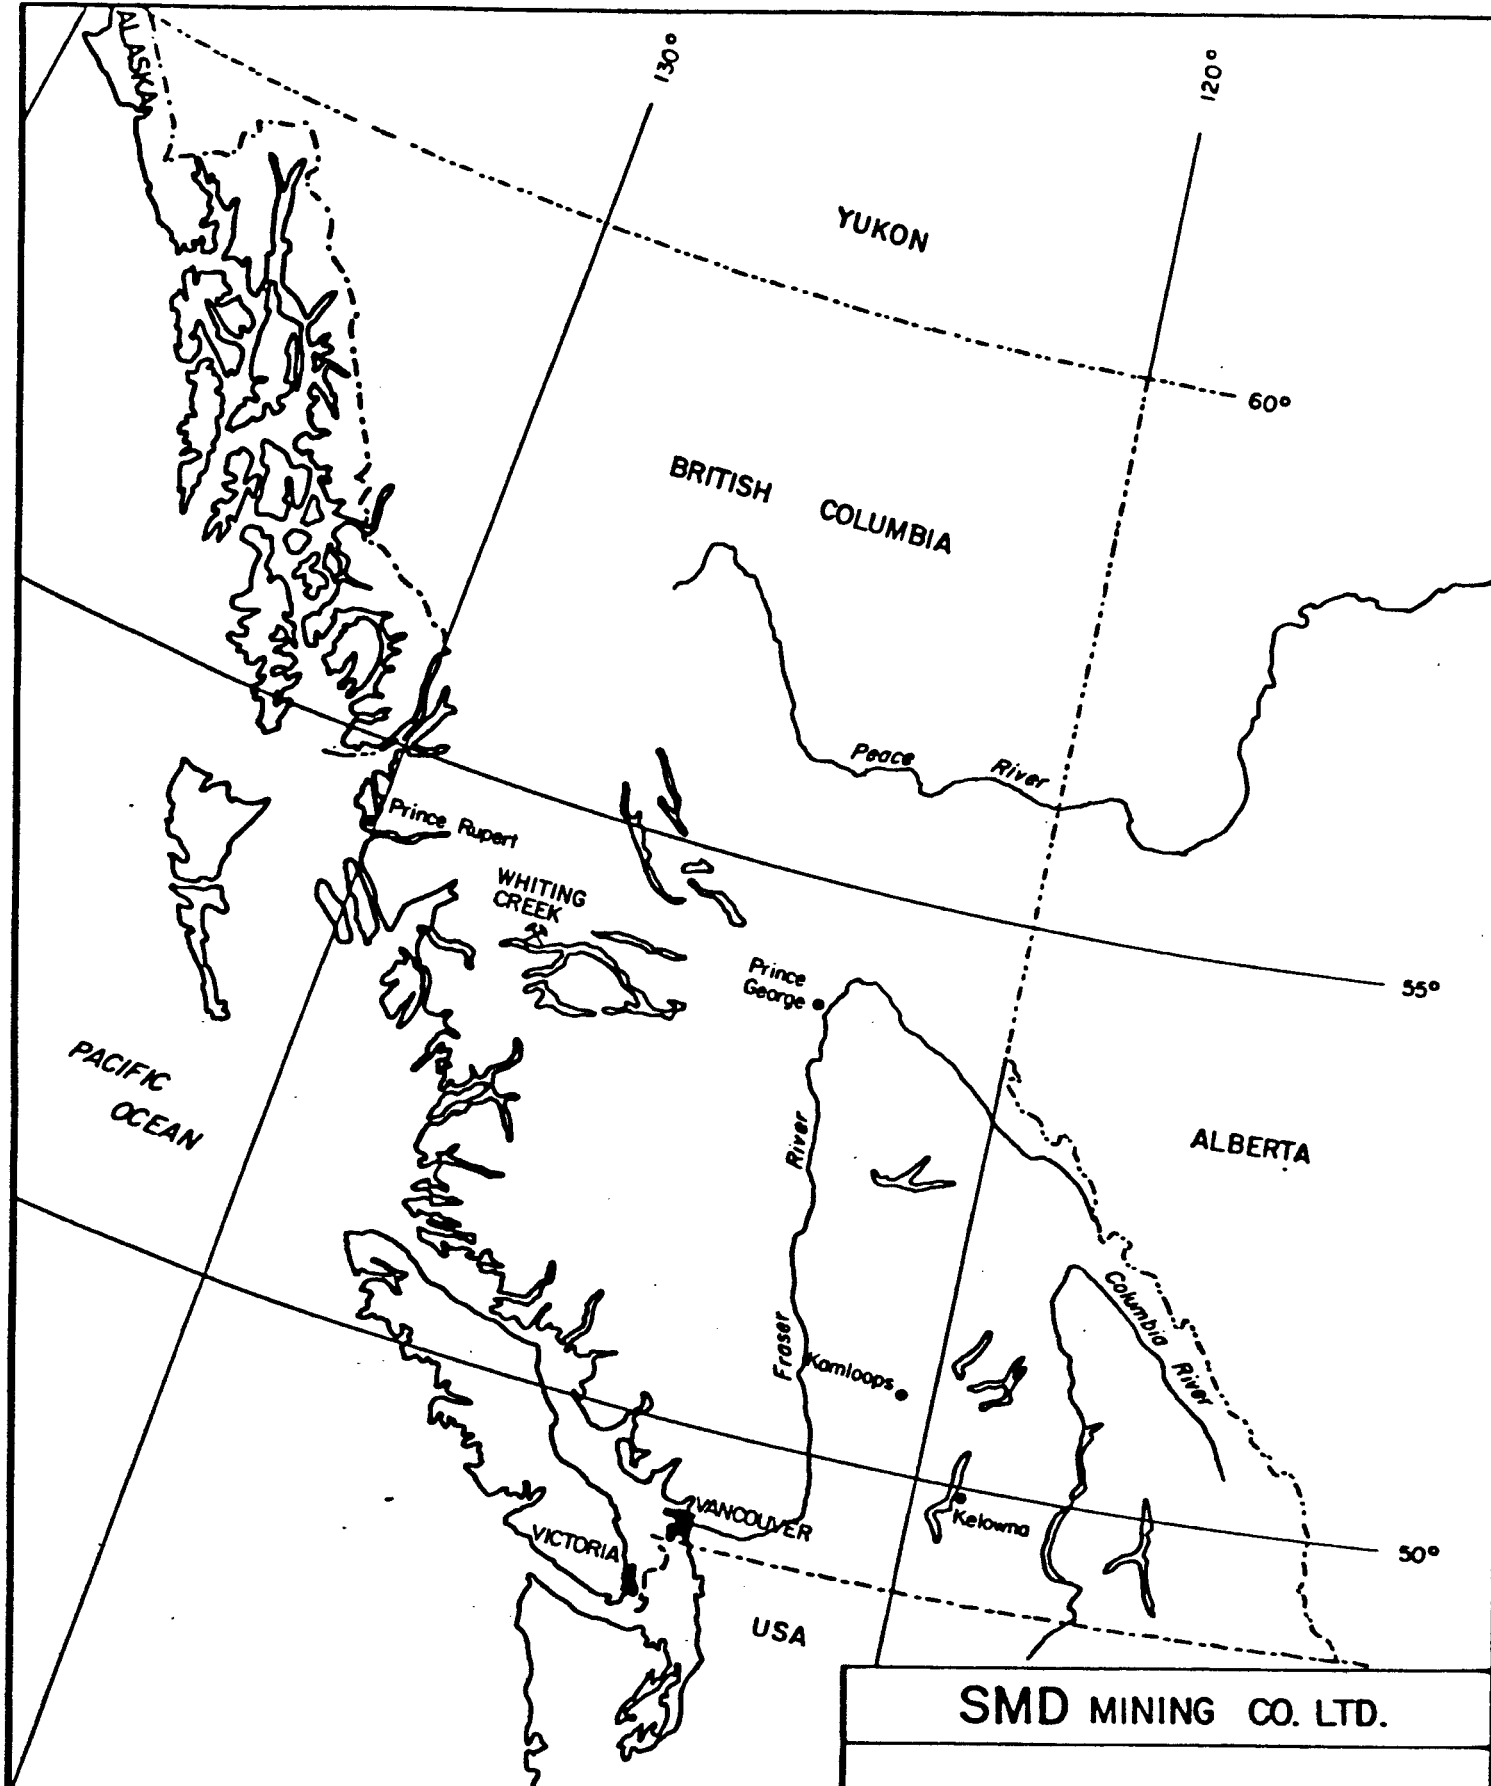 ALASKA
130°
120°
YUKON
60°
BRITISH COLUMBIA
Peace River
Prince Rupert
WHITING
CREEK
Prince
George
55°
PACIFIC
OCEAN
River
ALBERTA
Columbia River
Fraser
Kamloops
VANCOUVER
Kelowna
VICTORIA
50°
USA
SMD MINING CO. LTD.